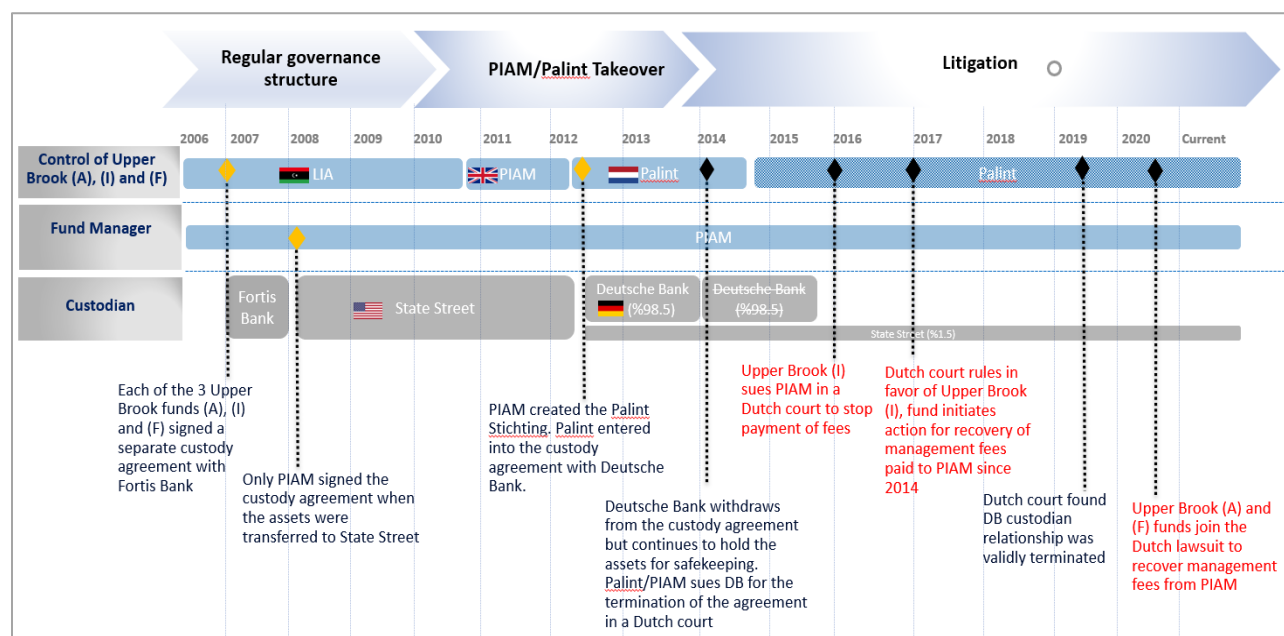 Regular governance
structure
PIAM/Palint Takeover
Litigation
2006
2007
2008
2009
2010
2011
2012
2013
2014
2015
2016
2017
2018
2019
2020
Current
Control of Upper
Brook (A), (I) and (F)
LIA
PIAM
Palint
Palint
Fund Manager
PIAM
Custodian
Fortis
Bank
State Street
Deutsche Bank
(%98.5)
Deutsche Bank
(%98.5)
State Street (%1.5)
Each of the 3 Upper
Brook funds (A), (I)
and (F) signed a
separate custody
agreement with
Fortis Bank
Only PIAM signed the
custody agreement when
the assets were
transferred to State Street
PIAM created the Palint
Stichting. Palint entered
into the custody
agreement with Deutsche
Bank.
Deutsche Bank withdraws
from the custody agreement
but continues to hold the
assets for safekeeping.
Palint/PIAM sues DB for the
termination of the agreement
in a Dutch court
Upper Brook (I)
sues PIAM in a
Dutch court to stop
payment of fees
Dutch court rules in
favor of Upper Brook
(I), fund initiates
action for recovery of
management fees
paid to PIAM since
2014
Dutch court found
DB custodian
relationship was
validly terminated
Upper Brook (A) and
(F) funds join the
Dutch lawsuit to
recover management
fees from PIAM